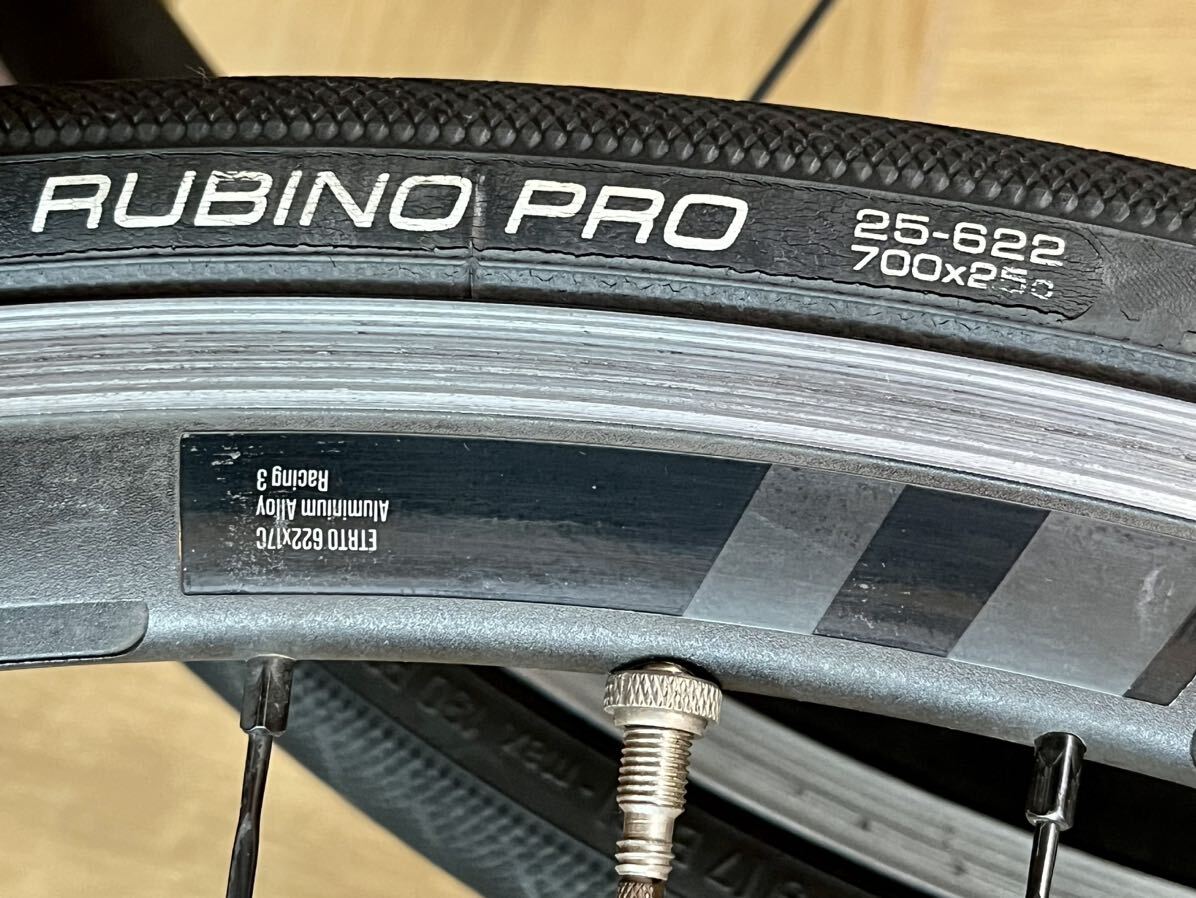 RUBINO PRO
25-622
700x25c
Racing 3
Aluminium Alloy
ETRTO 622x17C